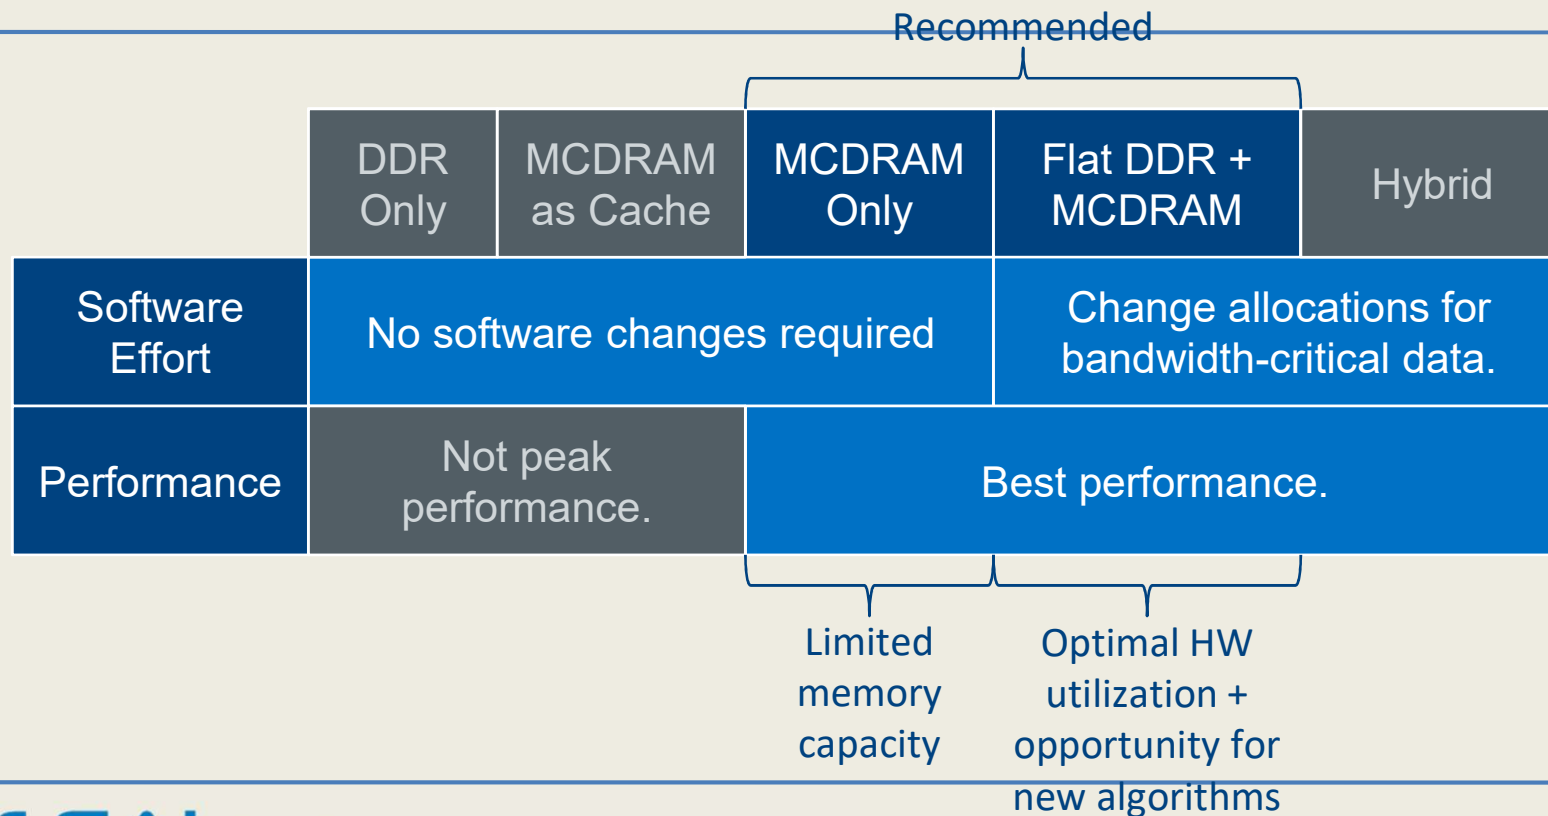 Recommended
DDR
Only
MCDRAM
as Cache
MCDRAM
Only
Flat DDR +
MCDRAM
Hybrid
Software
Effort
No software changes required
Change allocations for
bandwidth-critical data.
Performance
Not peak
performance.
Best performance.
Limited
memory
capacity
Optimal HW
utilization +
opportunity for
new algorithms